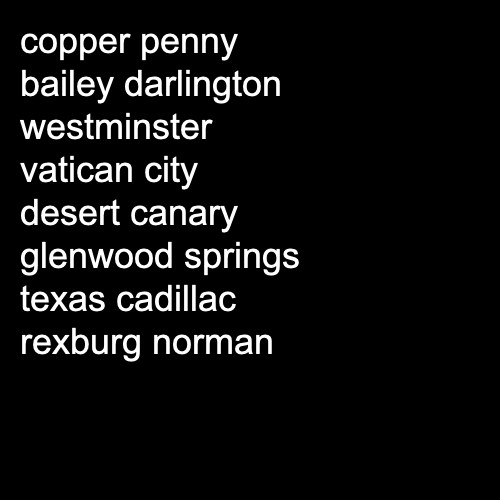 copper penny
bailey darlington
westminster
vatican city
desert canary
glenwood springs
texas cadillac
rexburg norman